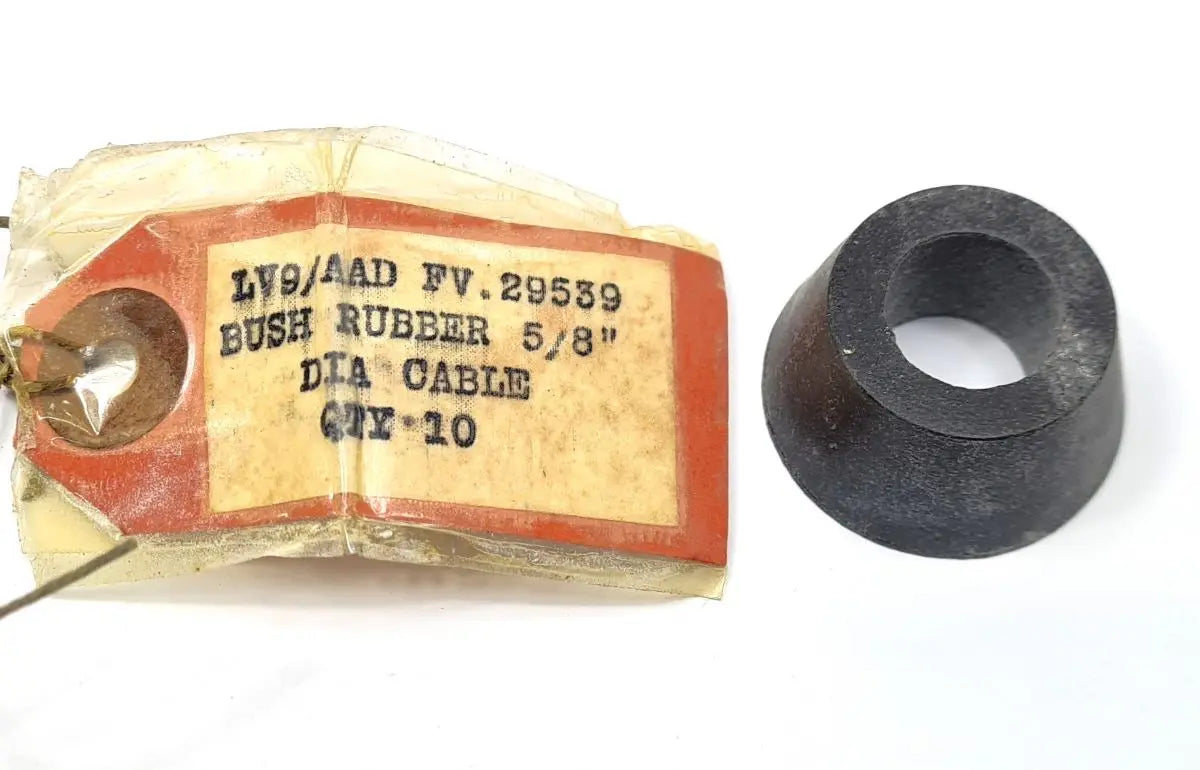 LV9/AAD FV.29539
BUSH RUBBER 5/8"
DIA CABLE
QTY 10